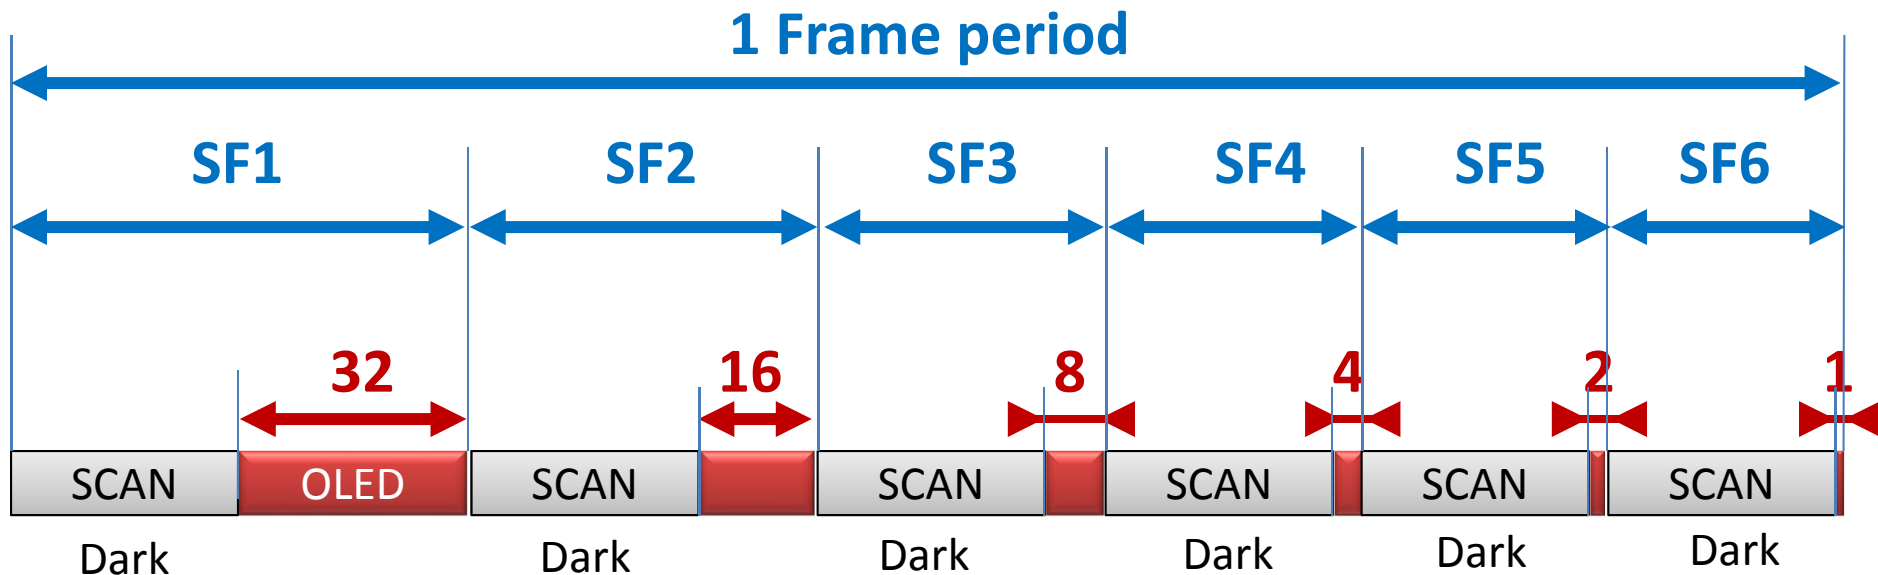 1 Frame period
SF1 SF2 SF3 SF4 SF5 SF6
32 16 8 4 2 1
SCAN OLED SCAN SCAN SCAN SCAN SCAN
Dark Dark Dark Dark Dark Dark